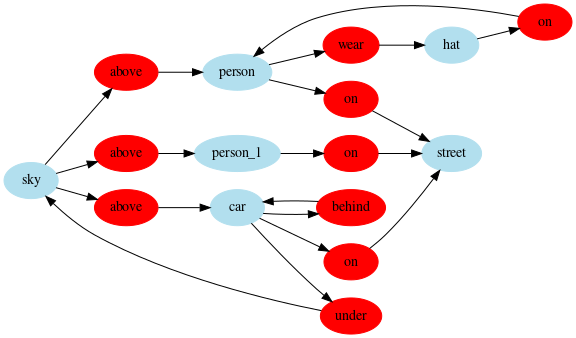 on
wear
hat
above
person
on
above
person_1
on
street
sky
above
car
behind
on
under